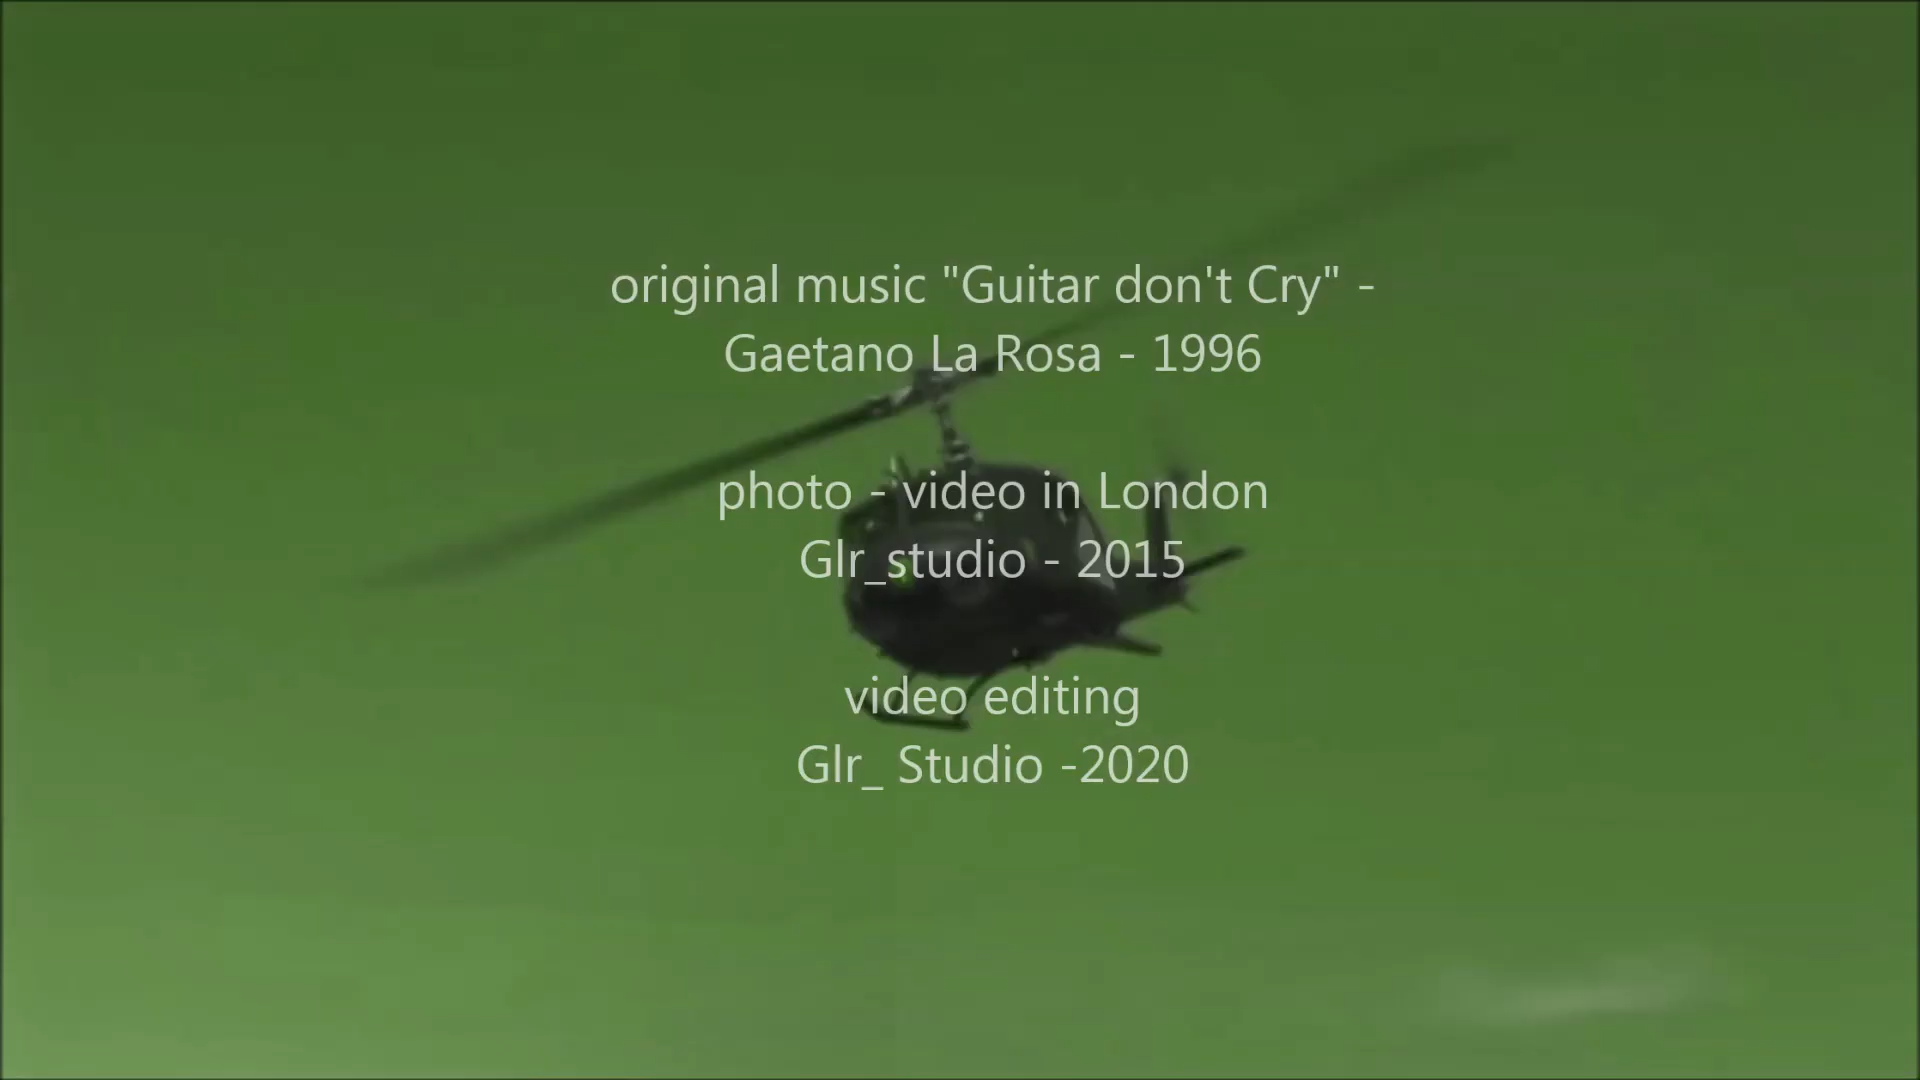 original music "Guitar don't Cry" -
Gaetano La Rosa - 1996
photo - video in London
Glr_studio - 2015
video editing
Glr_ Studio -2020